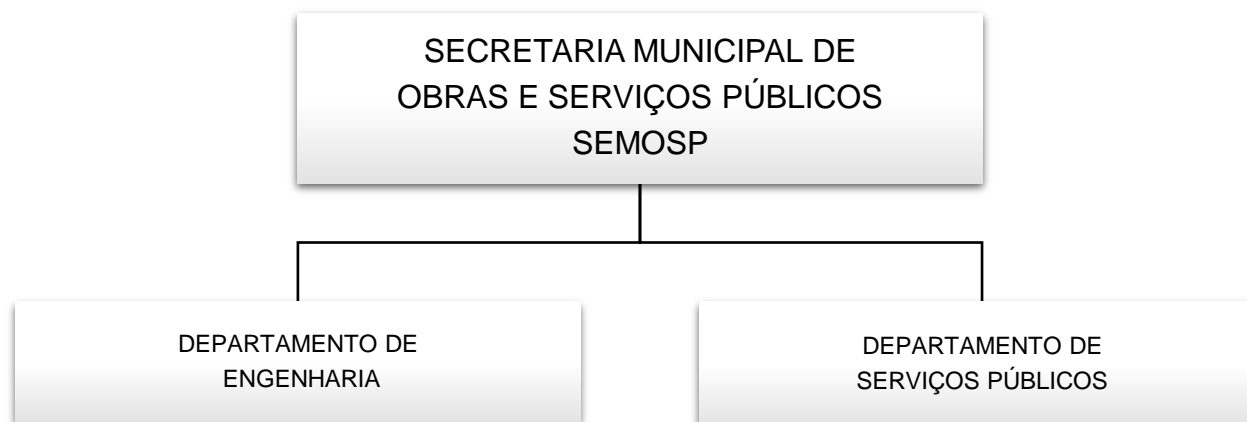 SECRETARIA MUNICIPAL DE
OBRAS E SERVIÇOS PÚBLICOS
SEMOSP
DEPARTAMENTO DE
ENGENHARIA
DEPARTAMENTO DE
SERVIÇOS PÚBLICOS